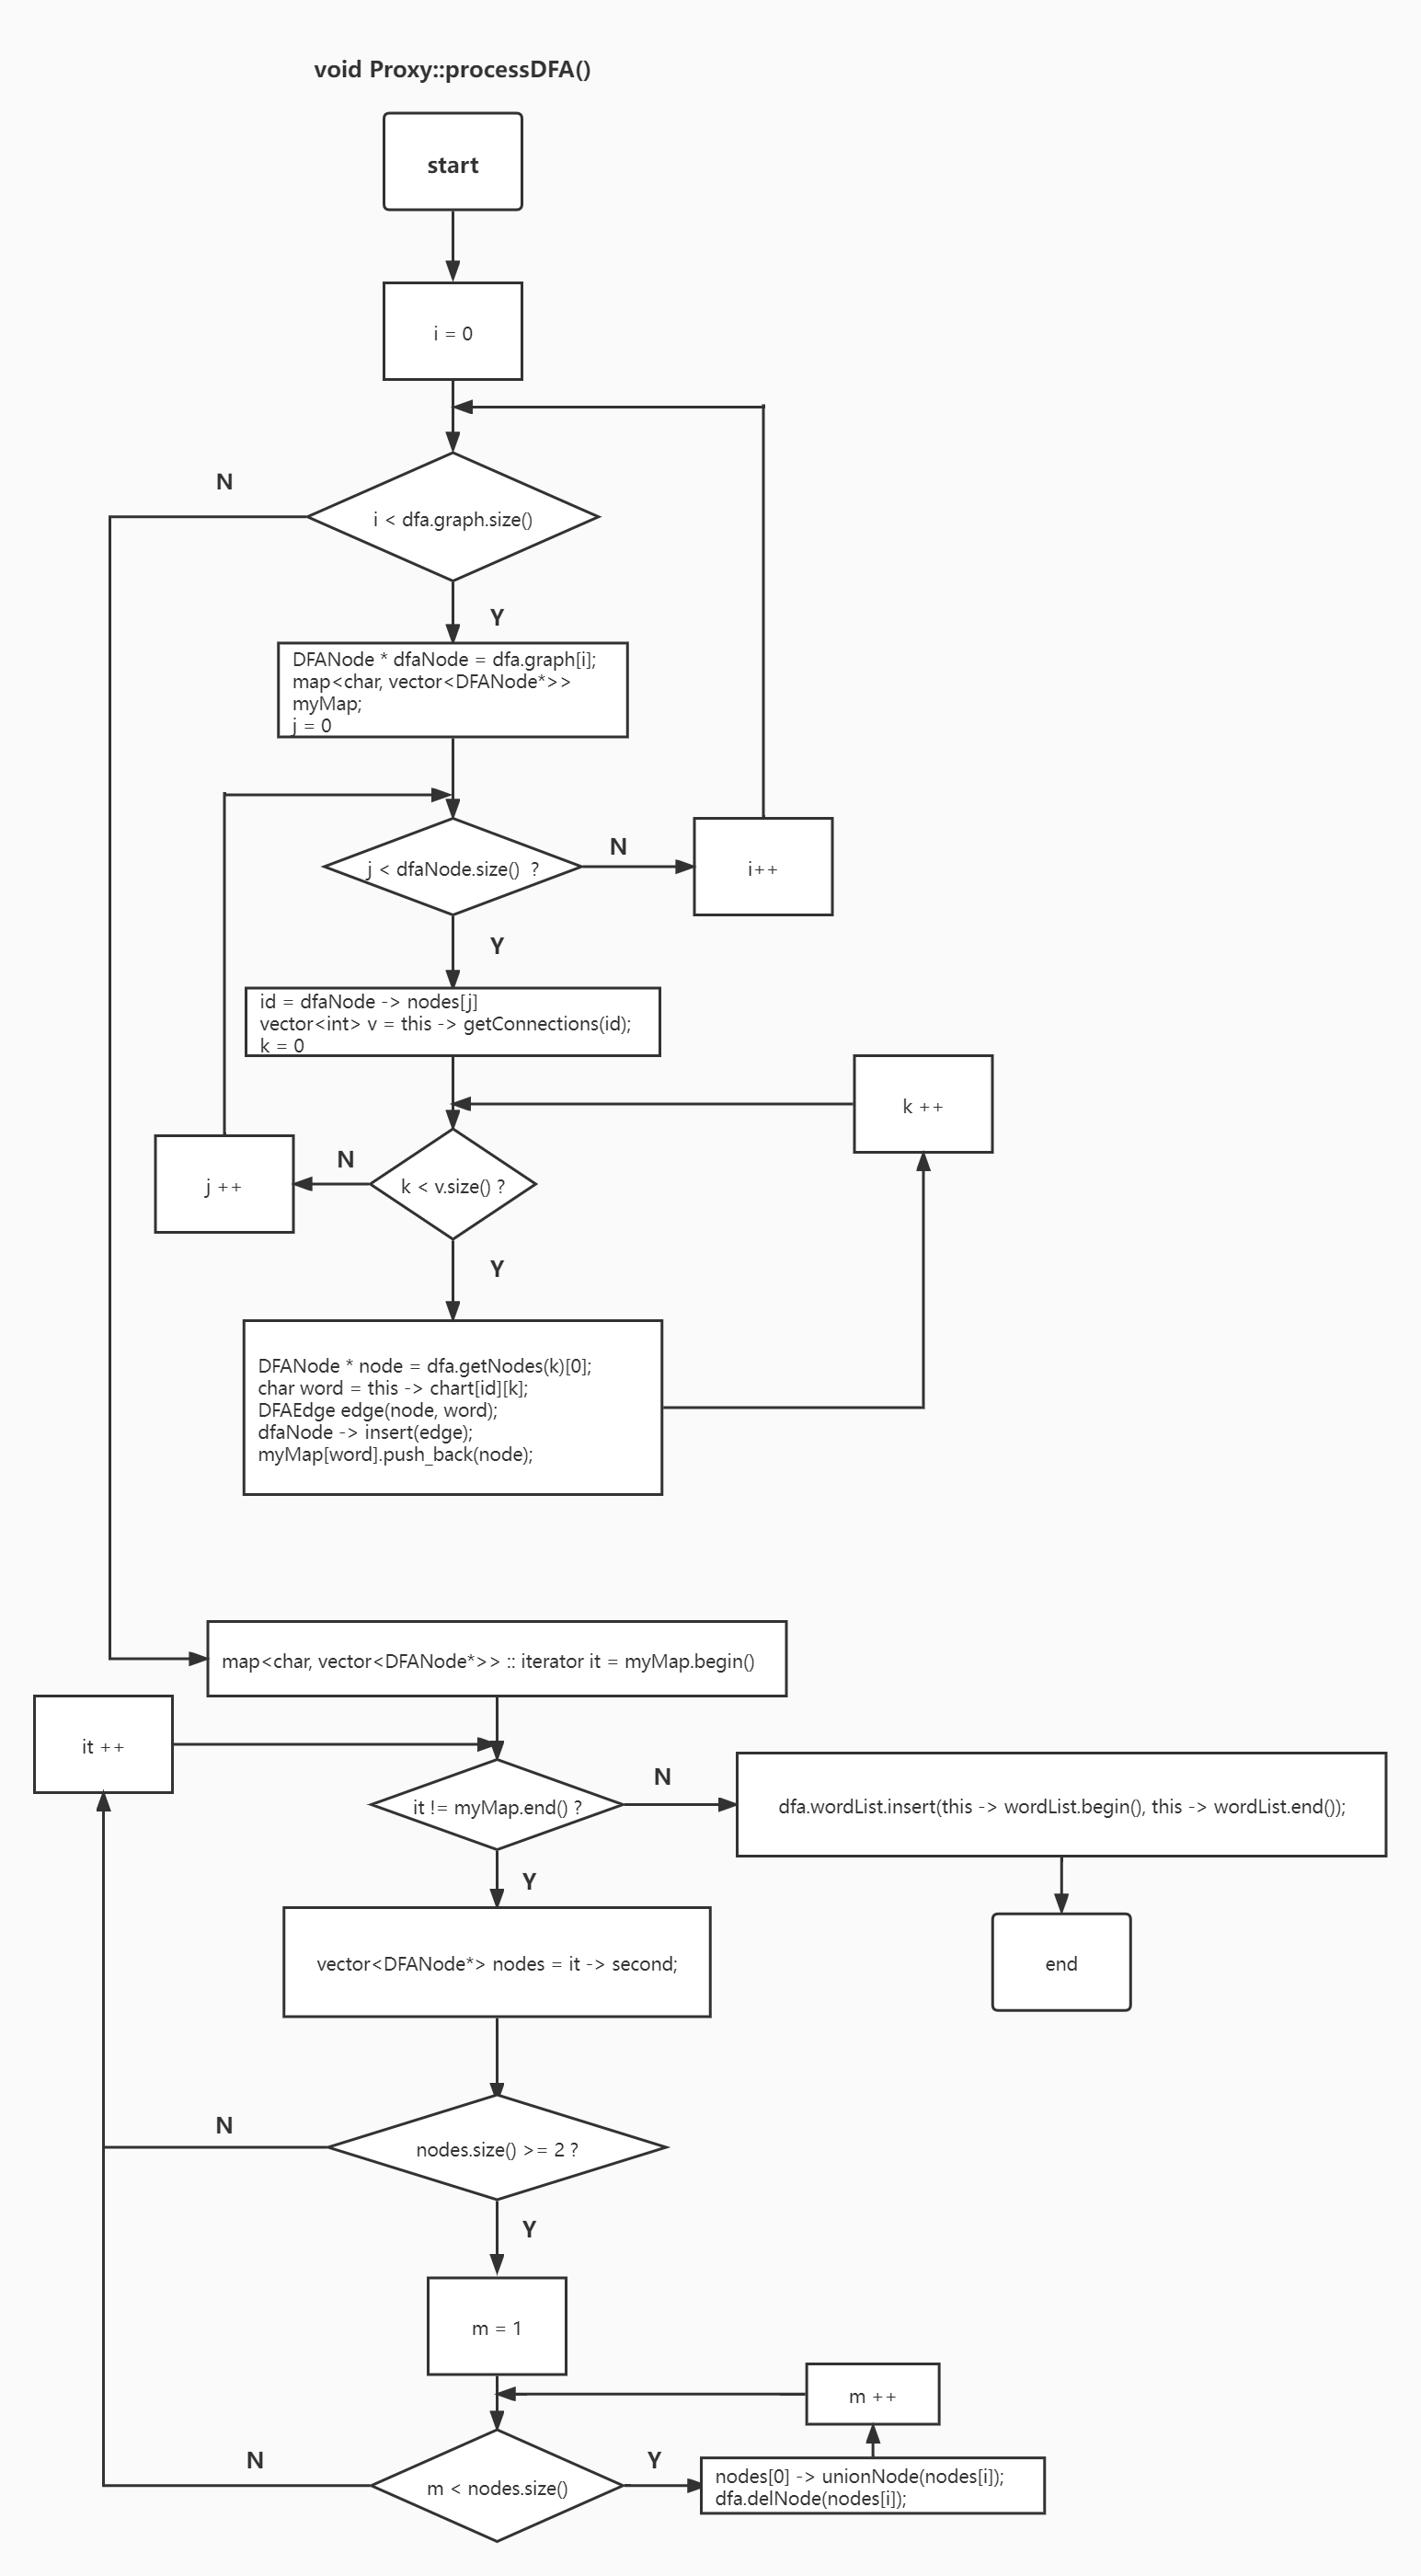 void Proxy::processDFA()
start
i = 0
N
i < dfa.graph.size()
Y
DFANode * dfaNode = dfa.graph[i];
map<char, vector<DFANode*>>
myMap;
j = 0
j < dfaNode.size()  ?
N
i++
Y
id = dfaNode -> nodes[j]
vector<int> v = this -> getConnections(id);
k = 0
k ++
j ++
N
k < v.size() ?
Y
DFANode * node = dfa.getNodes(k)[0];
char word = this -> chart[id][k];
DFAEdge edge(node, word);
dfaNode -> insert(edge);
myMap[word].push_back(node);
map<char, vector<DFANode*>> :: iterator it = myMap.begin()
it ++
it != myMap.end() ?
N
dfa.wordList.insert(this -> wordList.begin(), this -> wordList.end());
Y
vector<DFANode*> nodes = it -> second;
end
N
nodes.size() >= 2 ?
Y
m = 1
m ++
N
m < nodes.size()
Y
nodes[0] -> unionNode(nodes[i]);
dfa.delNode(nodes[i]);